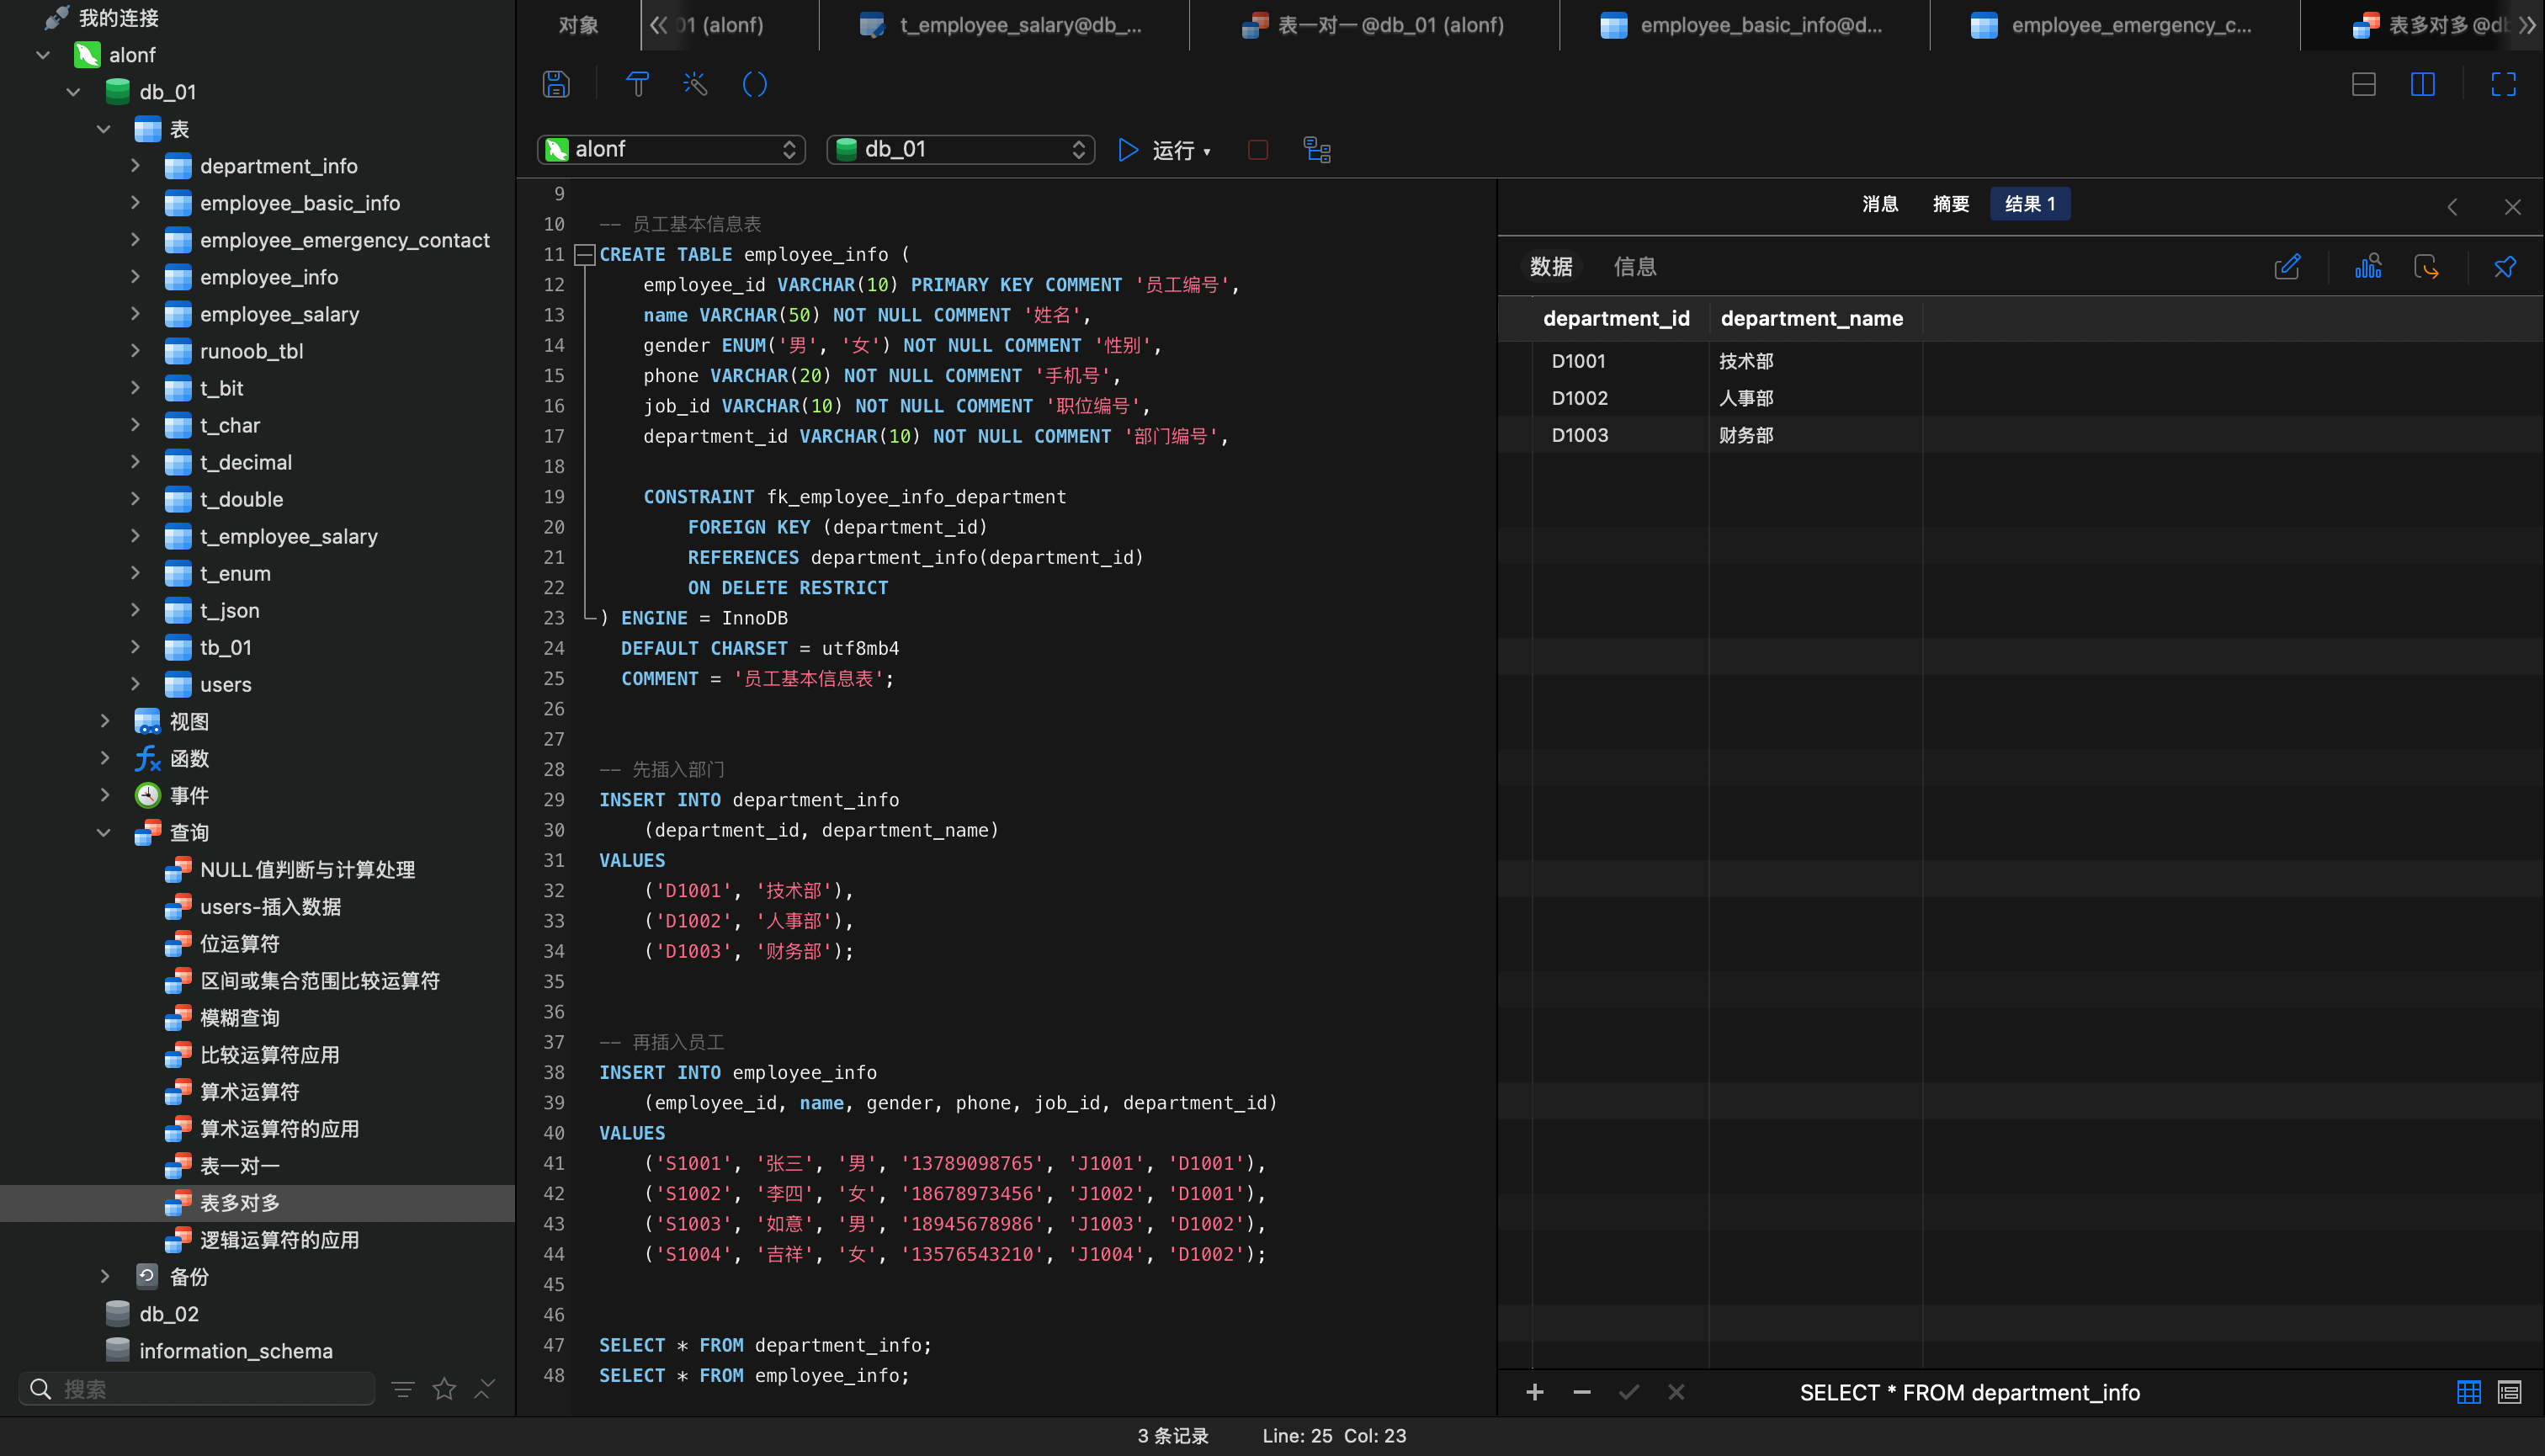 我的连接
alonf
db_01
表
department_info
employee_basic_info
employee_emergency_contact
employee_info
employee_salary
runoob_tbl
t_bit
t_char
t_decimal
t_double
t_employee_salary
t_enum
t_json
tb_01
users
视图
函数
事件
查询
NULL值判断与计算处理
users-插入数据
位运算符
区间或集合范围比较运算符
模糊查询
比较运算符应用
算术运算符
算术运算符的应用
表一对一
表多对多
逻辑运算符的应用
备份
db_02
information_schema
搜索
对象
01 (alonf)
t_employee_salary@db_...
表一对一@db_01 (alonf)
employee_basic_info@d...
employee_emergency_c...
表多对多@db
alonf
db_01
运行
9
10 -- 员工基本信息表
11 CREATE TABLE employee_info (
12 employee_id VARCHAR(10) PRIMARY KEY COMMENT '员工编号',
13 name VARCHAR(50) NOT NULL COMMENT '姓名',
14 gender ENUM('男', '女') NOT NULL COMMENT '性别',
15 phone VARCHAR(20) NOT NULL COMMENT '手机号',
16 job_id VARCHAR(10) NOT NULL COMMENT '职位编号',
17 department_id VARCHAR(10) NOT NULL COMMENT '部门编号',
18
19 CONSTRAINT fk_employee_info_department
20 FOREIGN KEY (department_id)
21 REFERENCES department_info(department_id)
22 ON DELETE RESTRICT
23 ) ENGINE = InnoDB
24 DEFAULT CHARSET = utf8mb4
25 COMMENT = '员工基本信息表';
26
27
28 -- 先插入部门
29 INSERT INTO department_info
30 (department_id, department_name)
31 VALUES
32 ('D1001', '技术部'),
33 ('D1002', '人事部'),
34 ('D1003', '财务部');
35
36
37 -- 再插入员工
38 INSERT INTO employee_info
39 (employee_id, name, gender, phone, job_id, department_id)
40 VALUES
41 ('S1001', '张三', '男', '13789098765', 'J1001', 'D1001'),
42 ('S1002', '李四', '女', '18678973456', 'J1002', 'D1001'),
43 ('S1003', '如意', '男', '18945678986', 'J1003', 'D1002'),
44 ('S1004', '吉祥', '女', '13576543210', 'J1004', 'D1002');
45
46
47 SELECT * FROM department_info;
48 SELECT * FROM employee_info;
消息 摘要 结果 1
数据 信息
department_id department_name
D1001 技术部
D1002 人事部
D1003 财务部
SELECT * FROM department_info
3 条记录 Line: 25 Col: 23